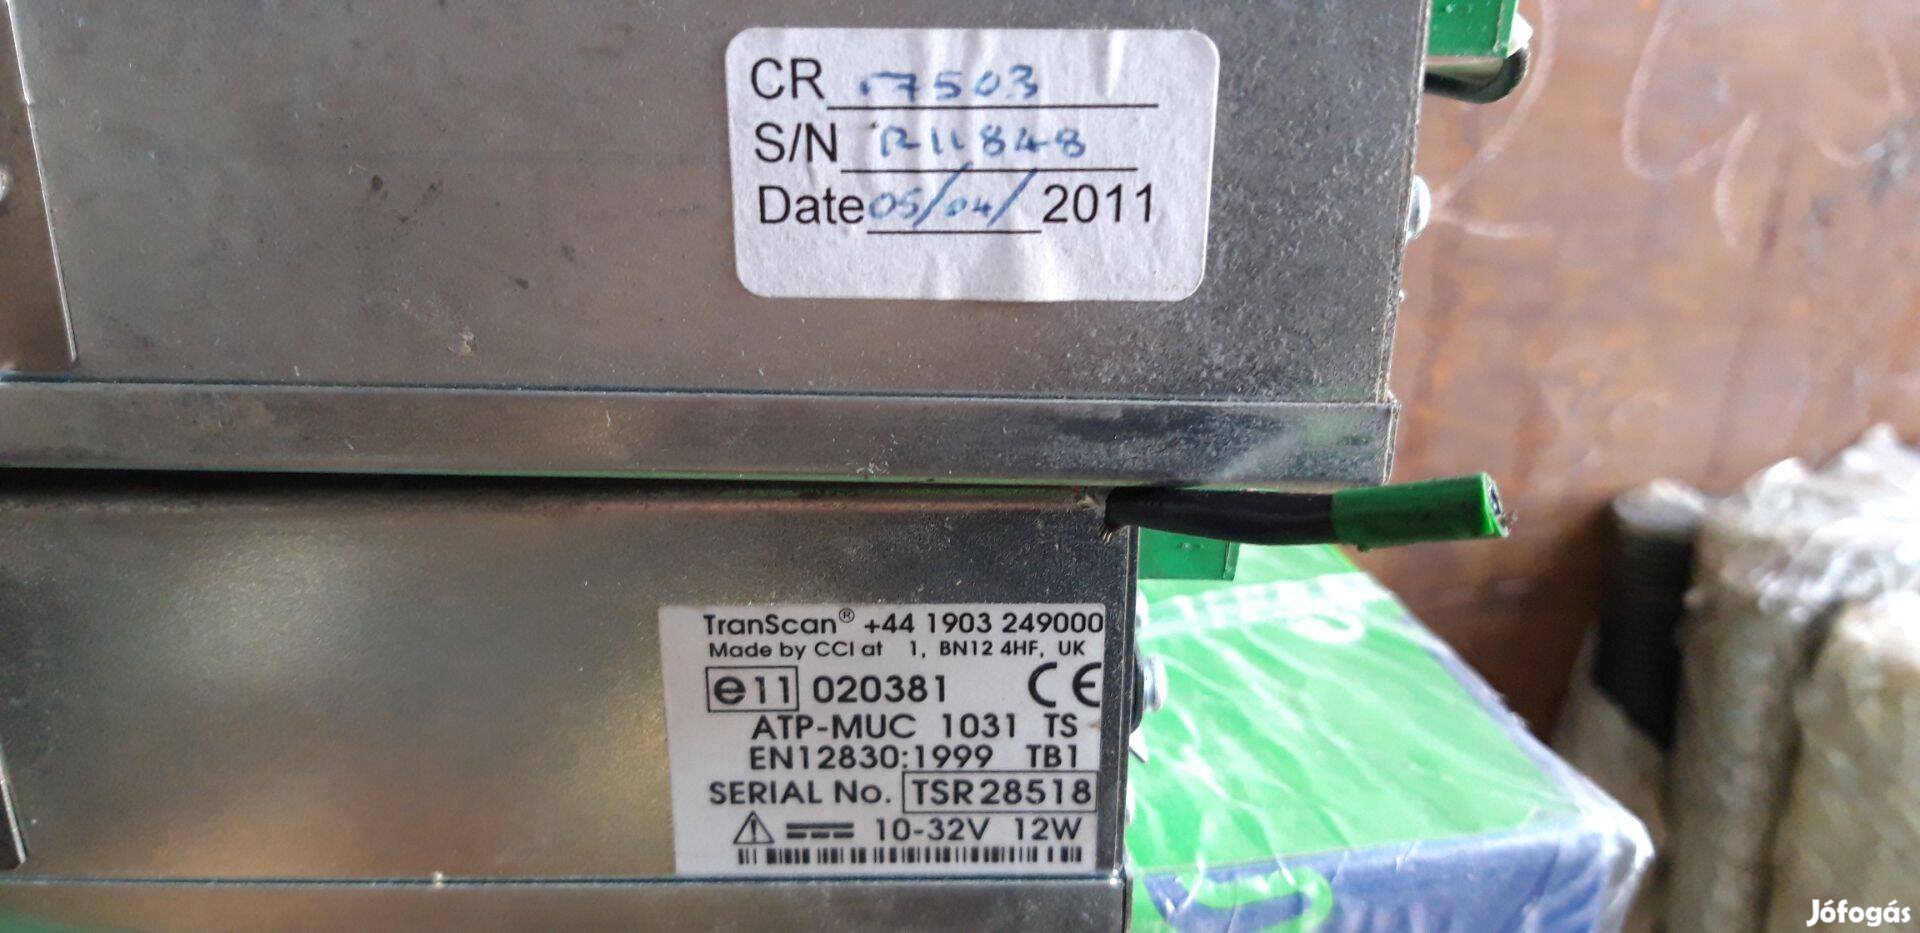 CR 17503
S/N R11848
Date 05/04/2011
TranScan® +44 1903 249000
Made by CCI at 1, BN12 4HF, UK
e11 020381 CE
ATP-MUC 1031 TS
EN12830:1999 TB1
SERIAL No. TSR28518
10-32V 12W
Jófogás